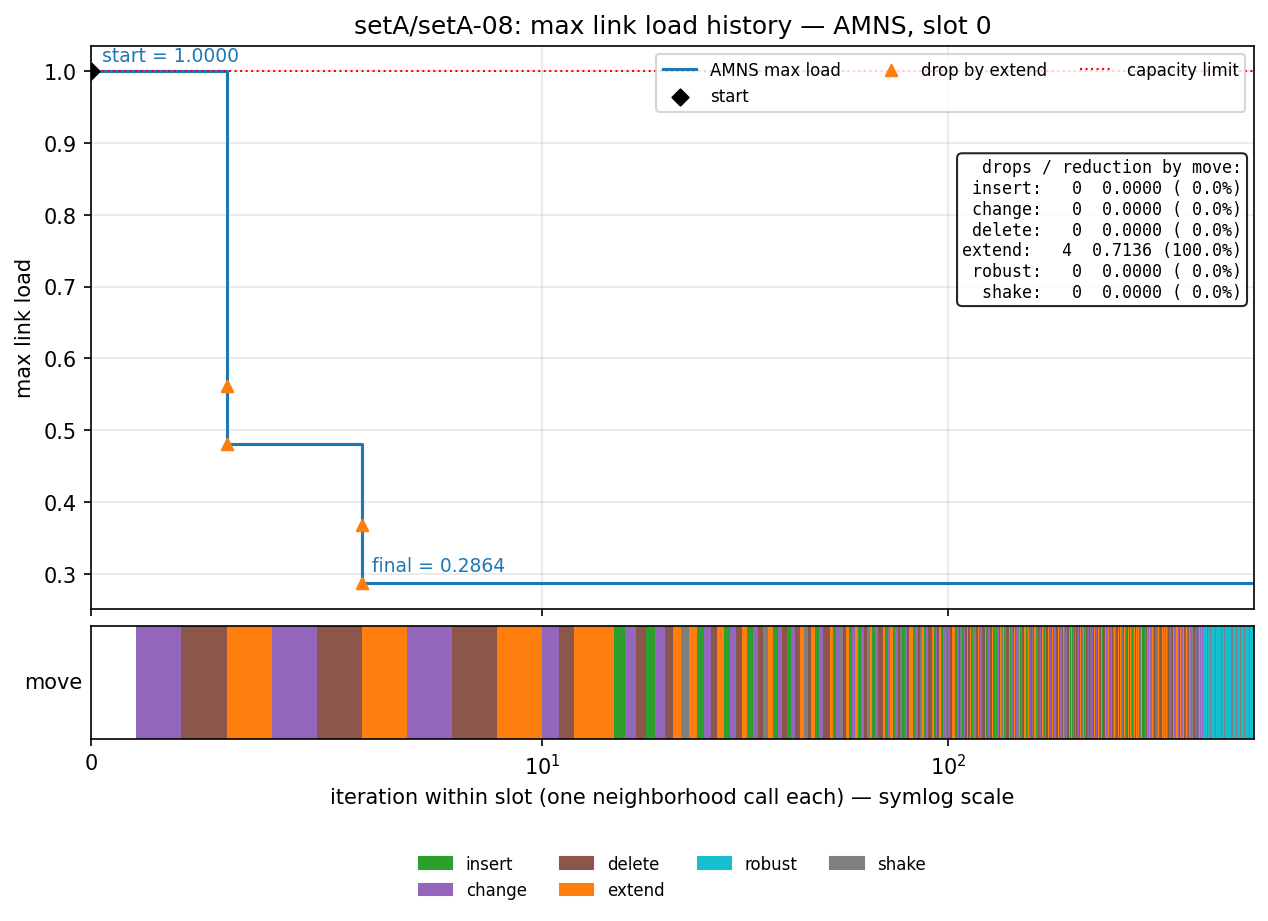 setA/setA-08: max link load history — AMNS, slot 0
start = 1.0000
AMNS max load
drop by extend
capacity limit
start
drops / reduction by move:
insert: 0 0.0000 ( 0.0%)
change: 0 0.0000 ( 0.0%)
delete: 0 0.0000 ( 0.0%)
extend: 4 0.7136 (100.0%)
robust: 0 0.0000 ( 0.0%)
shake: 0 0.0000 ( 0.0%)
max link load
1.0
0.9
0.8
0.7
0.6
0.5
0.4
0.3
final = 0.2864
move
0
10¹
10²
iteration within slot (one neighborhood call each) — symlog scale
insert
delete
robust
shake
change
extend